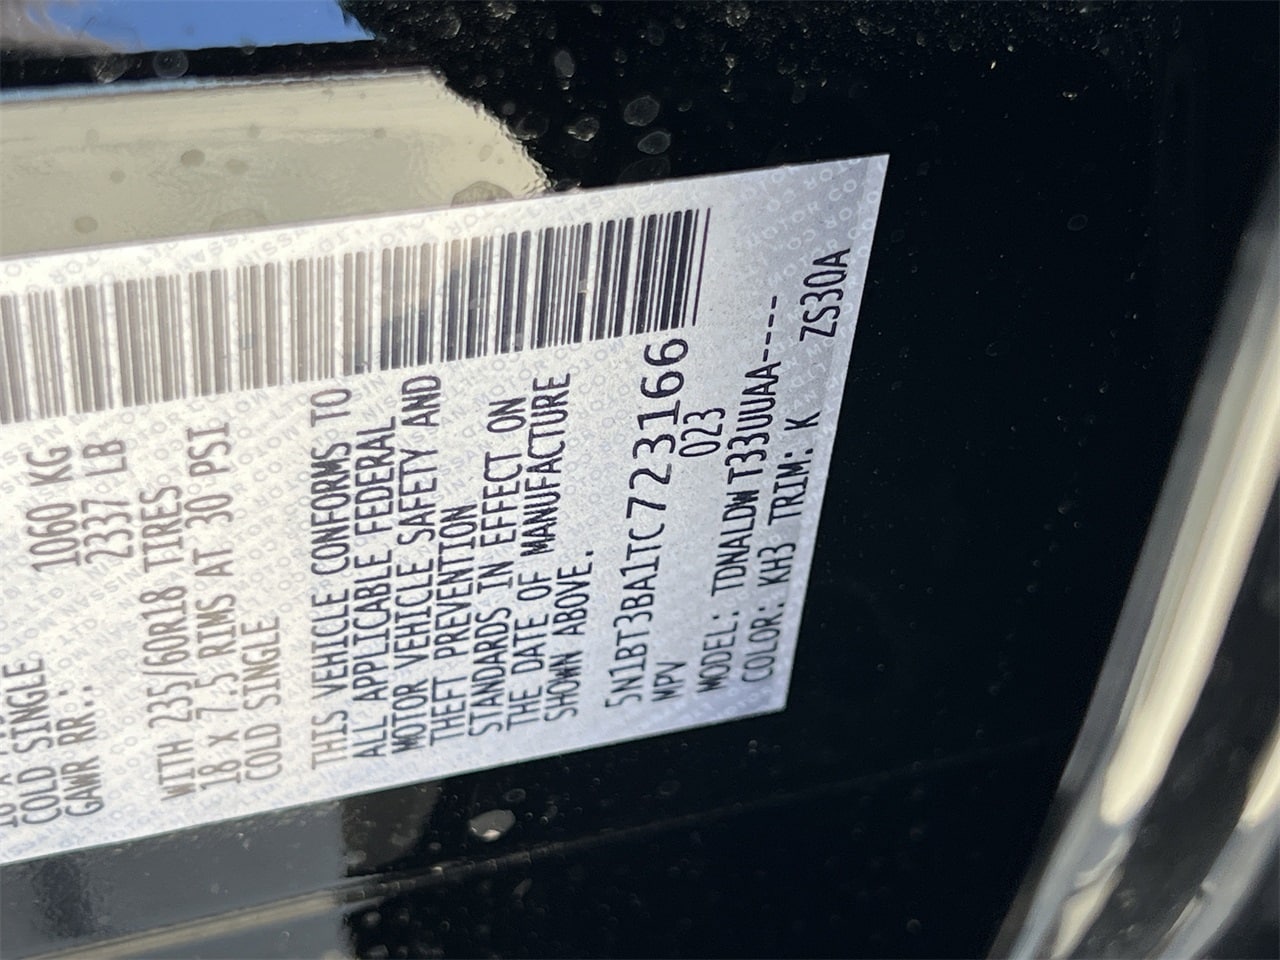 COLD SINGLE
GAWR RR.: 1060 KG
2337 LB
WITH 235/60R18 TIRES
18 X 7.5 RIMS AT 30 PSI
COLD SINGLE
THIS VEHICLE CONFORMS TO
ALL APPLICABLE FEDERAL
MOTOR VEHICLE SAFETY AND
THEFT PREVENTION
STANDARDS IN EFFECT ON
THE DATE OF MANUFACTURE
SHOWN ABOVE.
5N1BT3BA1TC723166
MPV 023
MODEL: TDNALDW T33UUAA----
COLOR: KH3 TRIM: K ZS30A